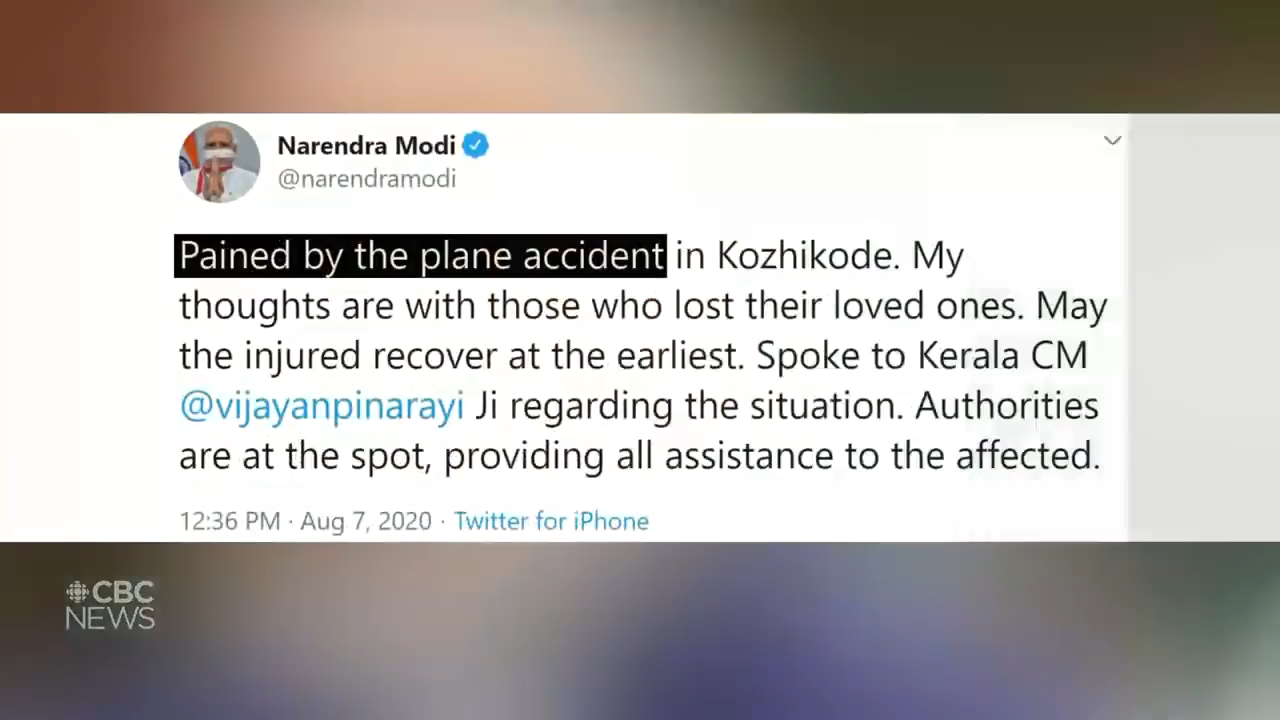 Narendra Modi
@narendramodi
Pained by the plane accident in Kozhikode. My
thoughts are with those who lost their loved ones. May
the injured recover at the earliest. Spoke to Kerala CM
@vijayanpinarayi Ji regarding the situation. Authorities
are at the spot, providing all assistance to the affected.
12:36 PM · Aug 7, 2020 · Twitter for iPhone
CBC
NEWS